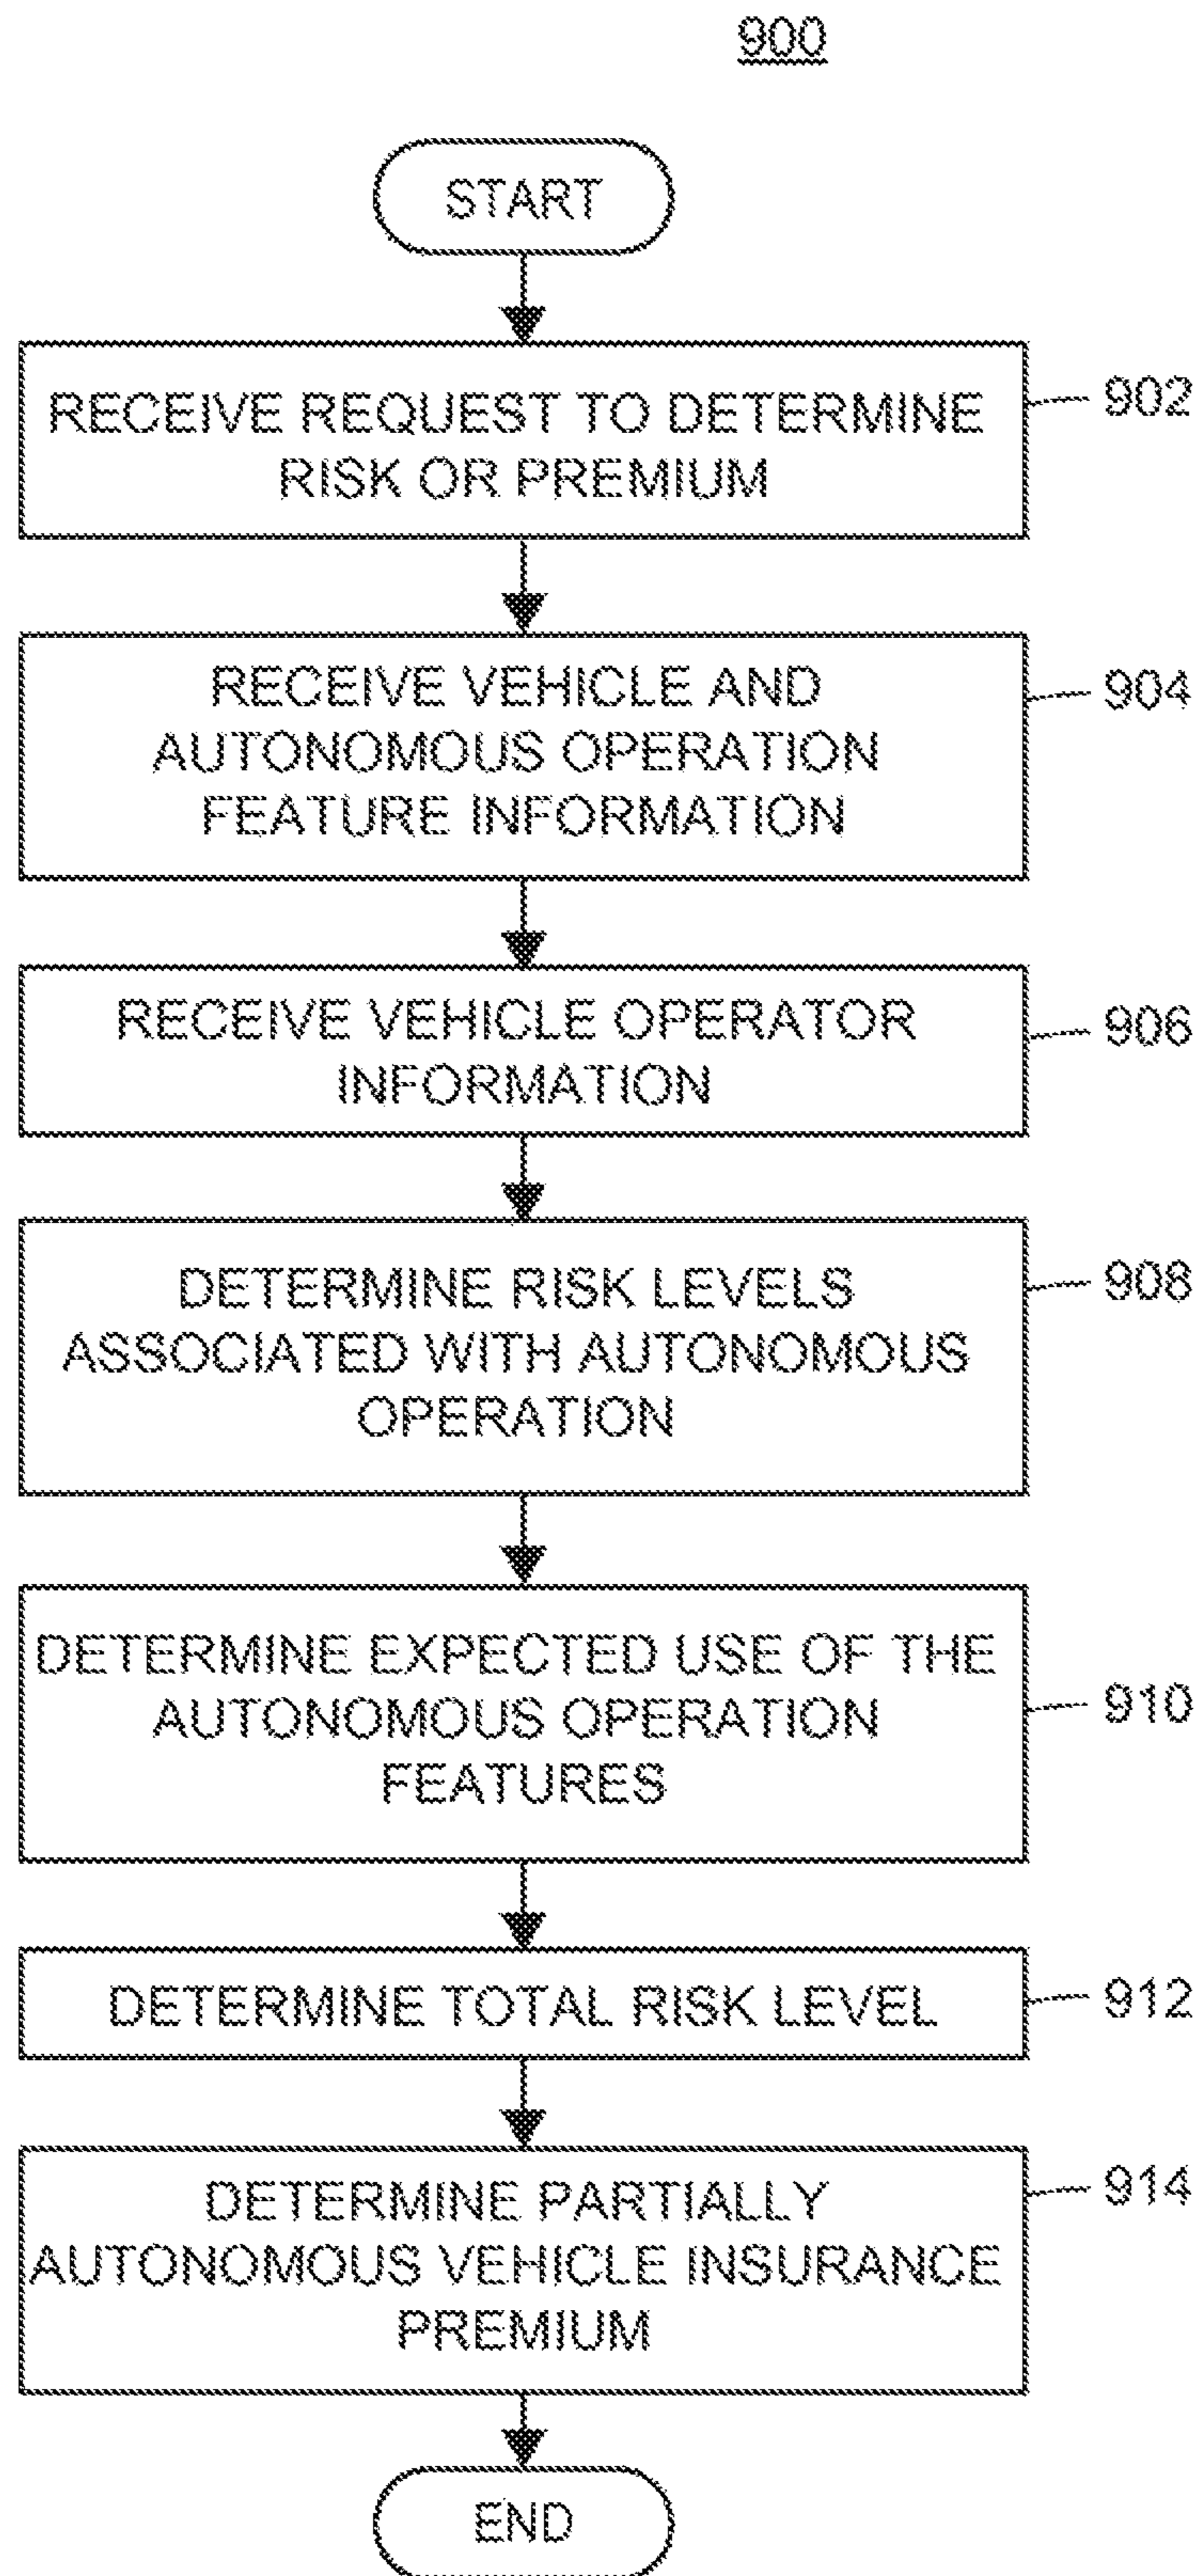 900
START
RECEIVE REQUEST TO DETERMINE
RISK OR PREMIUM
902
RECEIVE VEHICLE AND
AUTONOMOUS OPERATION
FEATURE INFORMATION
904
RECEIVE VEHICLE OPERATOR
INFORMATION
906
DETERMINE RISK LEVELS
ASSOCIATED WITH AUTONOMOUS
OPERATION
908
DETERMINE EXPECTED USE OF THE
AUTONOMOUS OPERATION
FEATURES
910
DETERMINE TOTAL RISK LEVEL
912
DETERMINE PARTIALLY
AUTONOMOUS VEHICLE INSURANCE
PREMIUM
914
END